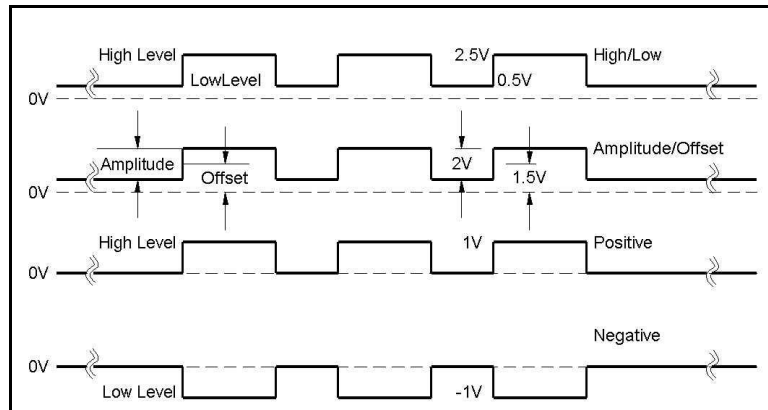 High Level 2.5V High/Low
LowLevel 0.5V
0V
Amplitude/Offset
Amplitude 2V
Offset 1.5V
0V
High Level 1V Positive
0V
Negative
0V
Low Level -1V